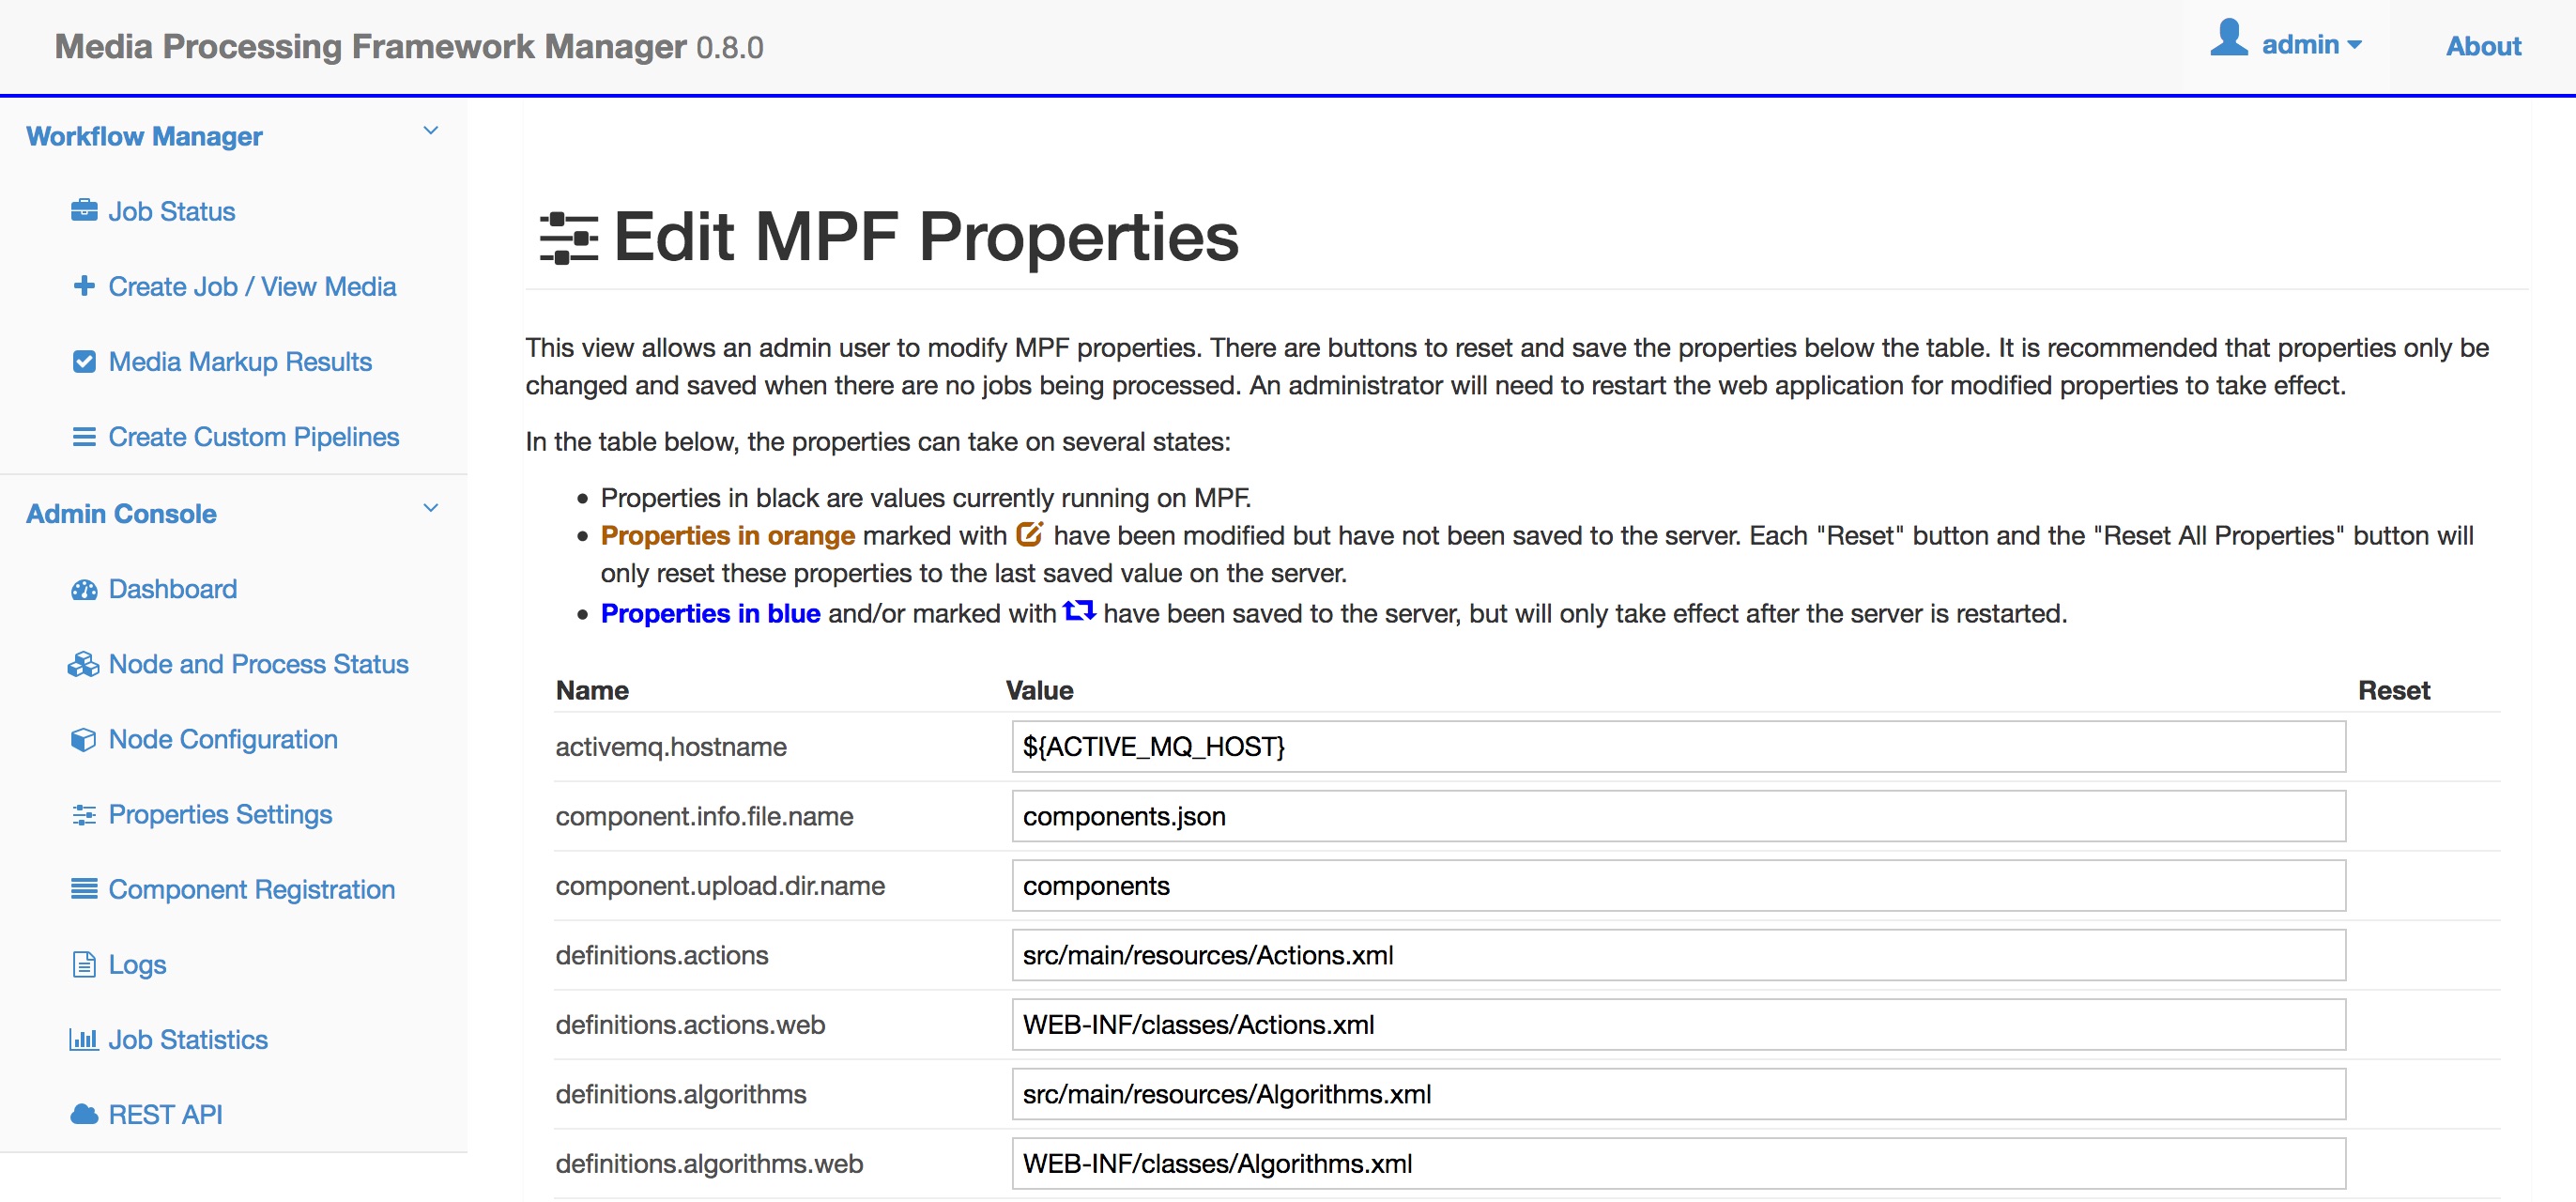 Media Processing Framework Manager 0.8.0
admin
About
Workflow Manager
Job Status
Create Job / View Media
Media Markup Results
Create Custom Pipelines
Admin Console
Dashboard
Node and Process Status
Node Configuration
Properties Settings
Component Registration
Logs
Job Statistics
REST API
Edit MPF Properties
This view allows an admin user to modify MPF properties. There are buttons to reset and save the properties below the table. It is recommended that properties only be
changed and saved when there are no jobs being processed. An administrator will need to restart the web application for modified properties to take effect.
In the table below, the properties can take on several states:
Properties in black are values currently running on MPF.
Properties in orange marked with have been modified but have not been saved to the server. Each "Reset" button and the "Reset All Properties" button will
only reset these properties to the last saved value on the server.
Properties in blue and/or marked with have been saved to the server, but will only take effect after the server is restarted.
Name Value Reset
activemq.hostname ${ACTIVE_MQ_HOST}
component.info.file.name components.json
component.upload.dir.name components
definitions.actions src/main/resources/Actions.xml
definitions.actions.web WEB-INF/classes/Actions.xml
definitions.algorithms src/main/resources/Algorithms.xml
definitions.algorithms.web WEB-INF/classes/Algorithms.xml